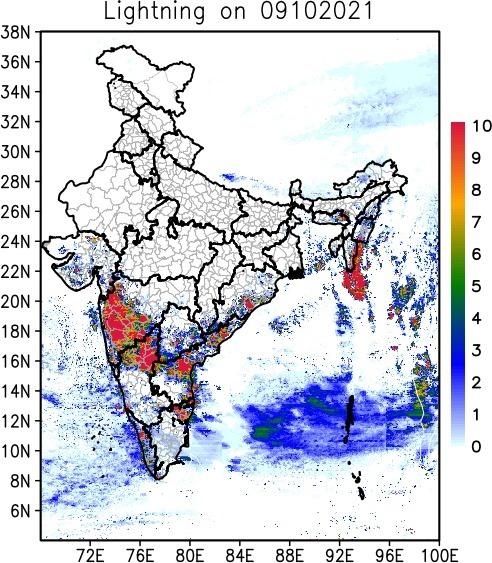 Lightning on 09102021
38N
36N
34N
32N
30N
28N
26N
24N
22N
20N
18N
16N
14N
12N
10N
8N
6N
72E 76E 80E 84E 88E 92E 96E 100E
10
9
8
7
6
5
4
3
2
1
0